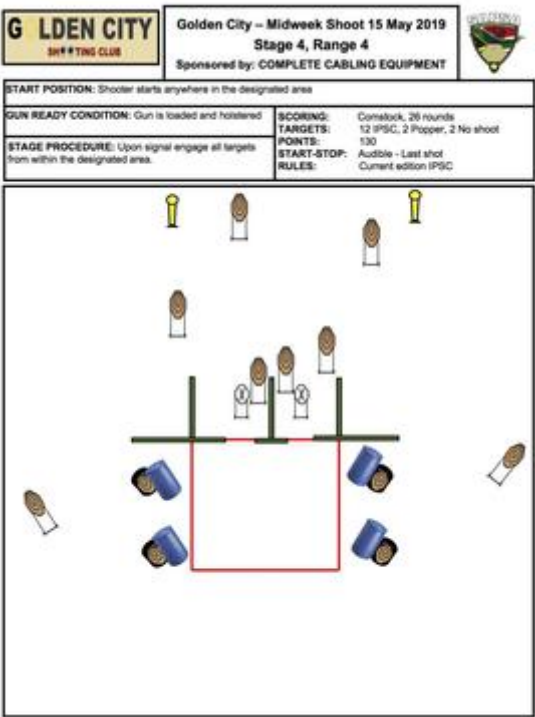 G LDEN CITY
SH TING CLUB
Golden City – Midweek Shoot 15 May 2019
Stage 4, Range 4
Sponsored by: COMPLETE CABLING EQUIPMENT
START POSITION: Shooter starts anywhere in the designated area
GUN READY CONDITION: Gun is loaded and holstered
STAGE PROCEDURE: Upon signal engage all targets
from within the designated area.
SCORING: Comstock, 26 rounds
TARGETS: 12 IPSC, 2 Popper, 2 No shoot
POINTS: 130
START-STOP: Audible - Last shot
RULES: Current edition IPSC